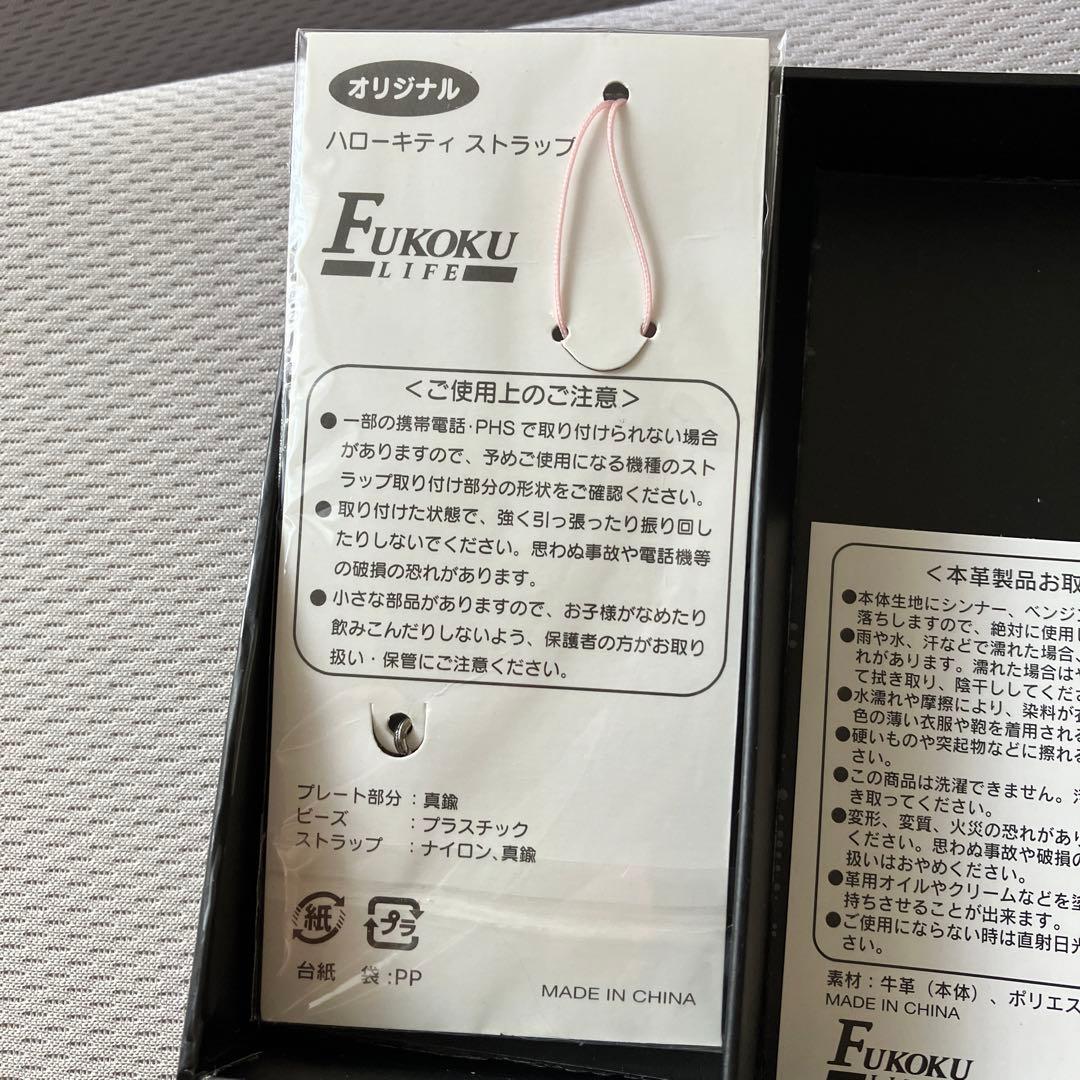 オリジナル
ハローキティ ストラップ
FUKOKU
LIFE
＜ご使用上のご注意＞
●一部の携帯電話・PHSで取り付けられない場合
がありますので、予めご使用になる機種のスト
ラップ取り付け部分の形状をご確認ください。
●取り付けた状態で、強く引っ張ったり振り回し
たりしないでください。思わぬ事故や電話機等
の破損の恐れがあります。
●小さな部品がありますので、お子様がなめたり
飲みこんだりしないよう、保護者の方がお取り
扱い・保管にご注意ください。
プレート部分：真鍮
ビーズ　　　：プラスチック
ストラップ　：ナイロン、真鍮
紙 プラ
台紙　袋:PP
MADE IN CHINA
＜本革製品お取
●本体生地にシンナー、ベンジ
落ちしますので、絶対に使用
●雨や水、汗などで濡れた場合、
れがあります。濡れた場合は
て拭き取り、陰干ししてくださ
●水濡れや摩擦により、染料が
色の薄い衣服や鞄を着用される
●硬いものや突起物などに擦れる
さい。
●この商品は洗濯できません。
き取ってください。
●変形、変質、火災の恐れがあり
ください。思わぬ事故や破損の
扱いはおやめください。
●革用オイルやクリームなどを塗
持ちさせることが出来ます。
●ご使用にならない時は直射日光
さい。
素材：牛革（本体）、ポリエス
MADE IN CHINA
FUKOKU
LIFE